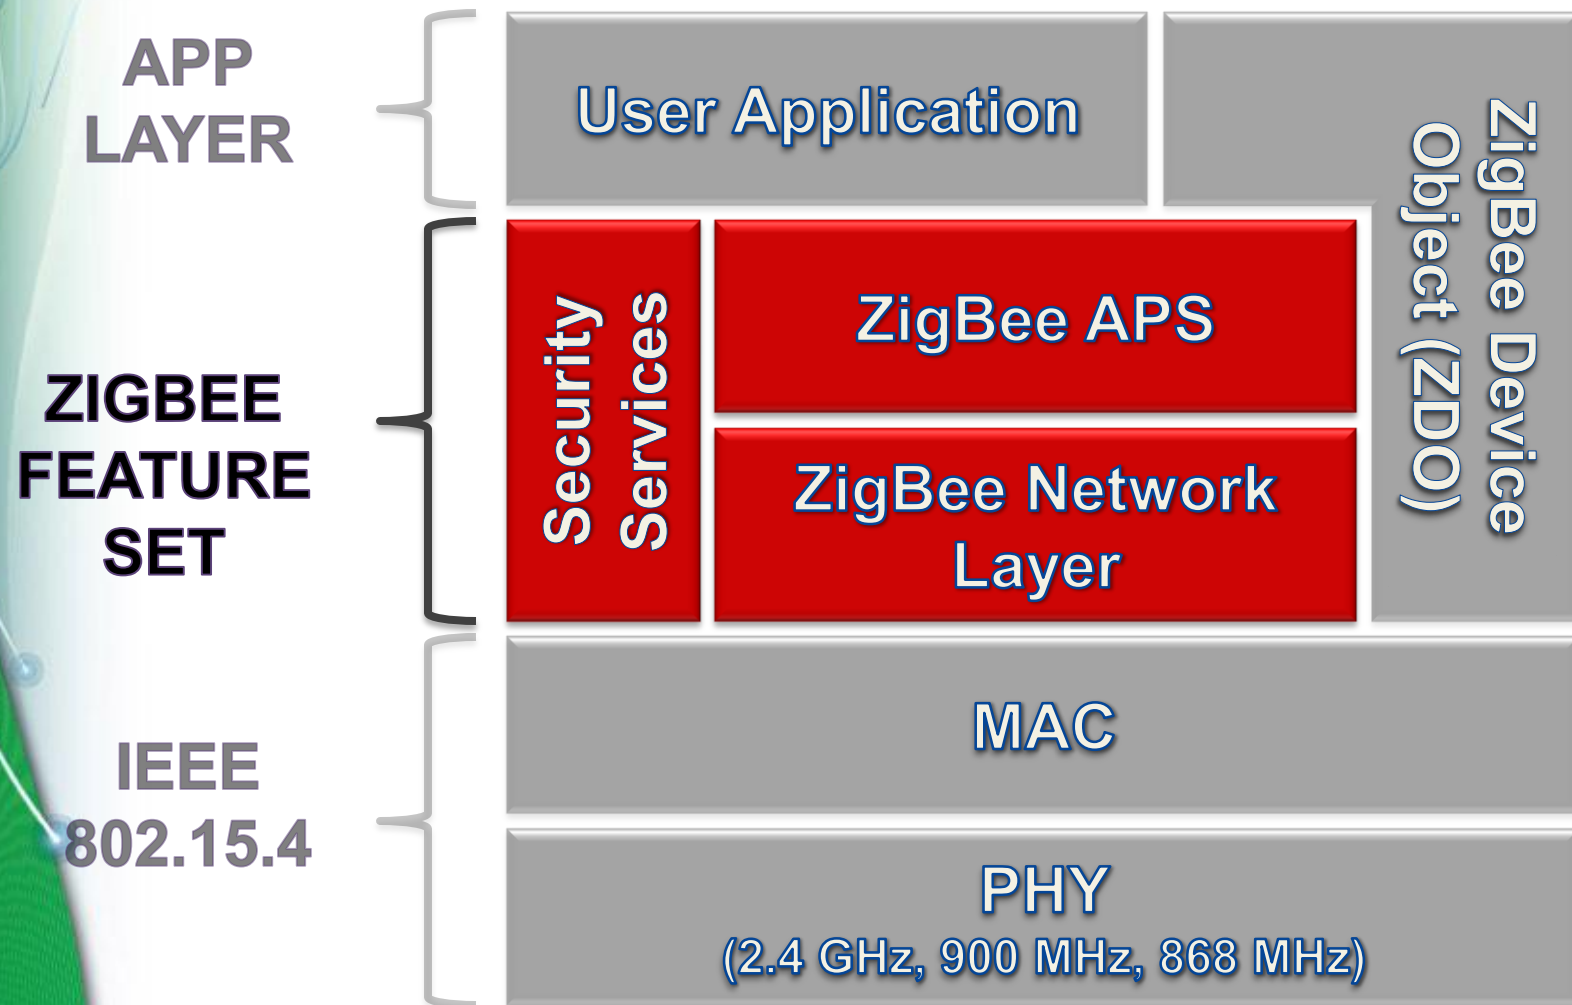 APP
LAYER
User Application
ZigBee Device
Object (ZDO)
ZIGBEE
FEATURE
SET
Security
Services
ZigBee APS
ZigBee Network
Layer
IEEE
802.15.4
MAC
PHY
(2.4 GHz, 900 MHz, 868 MHz)